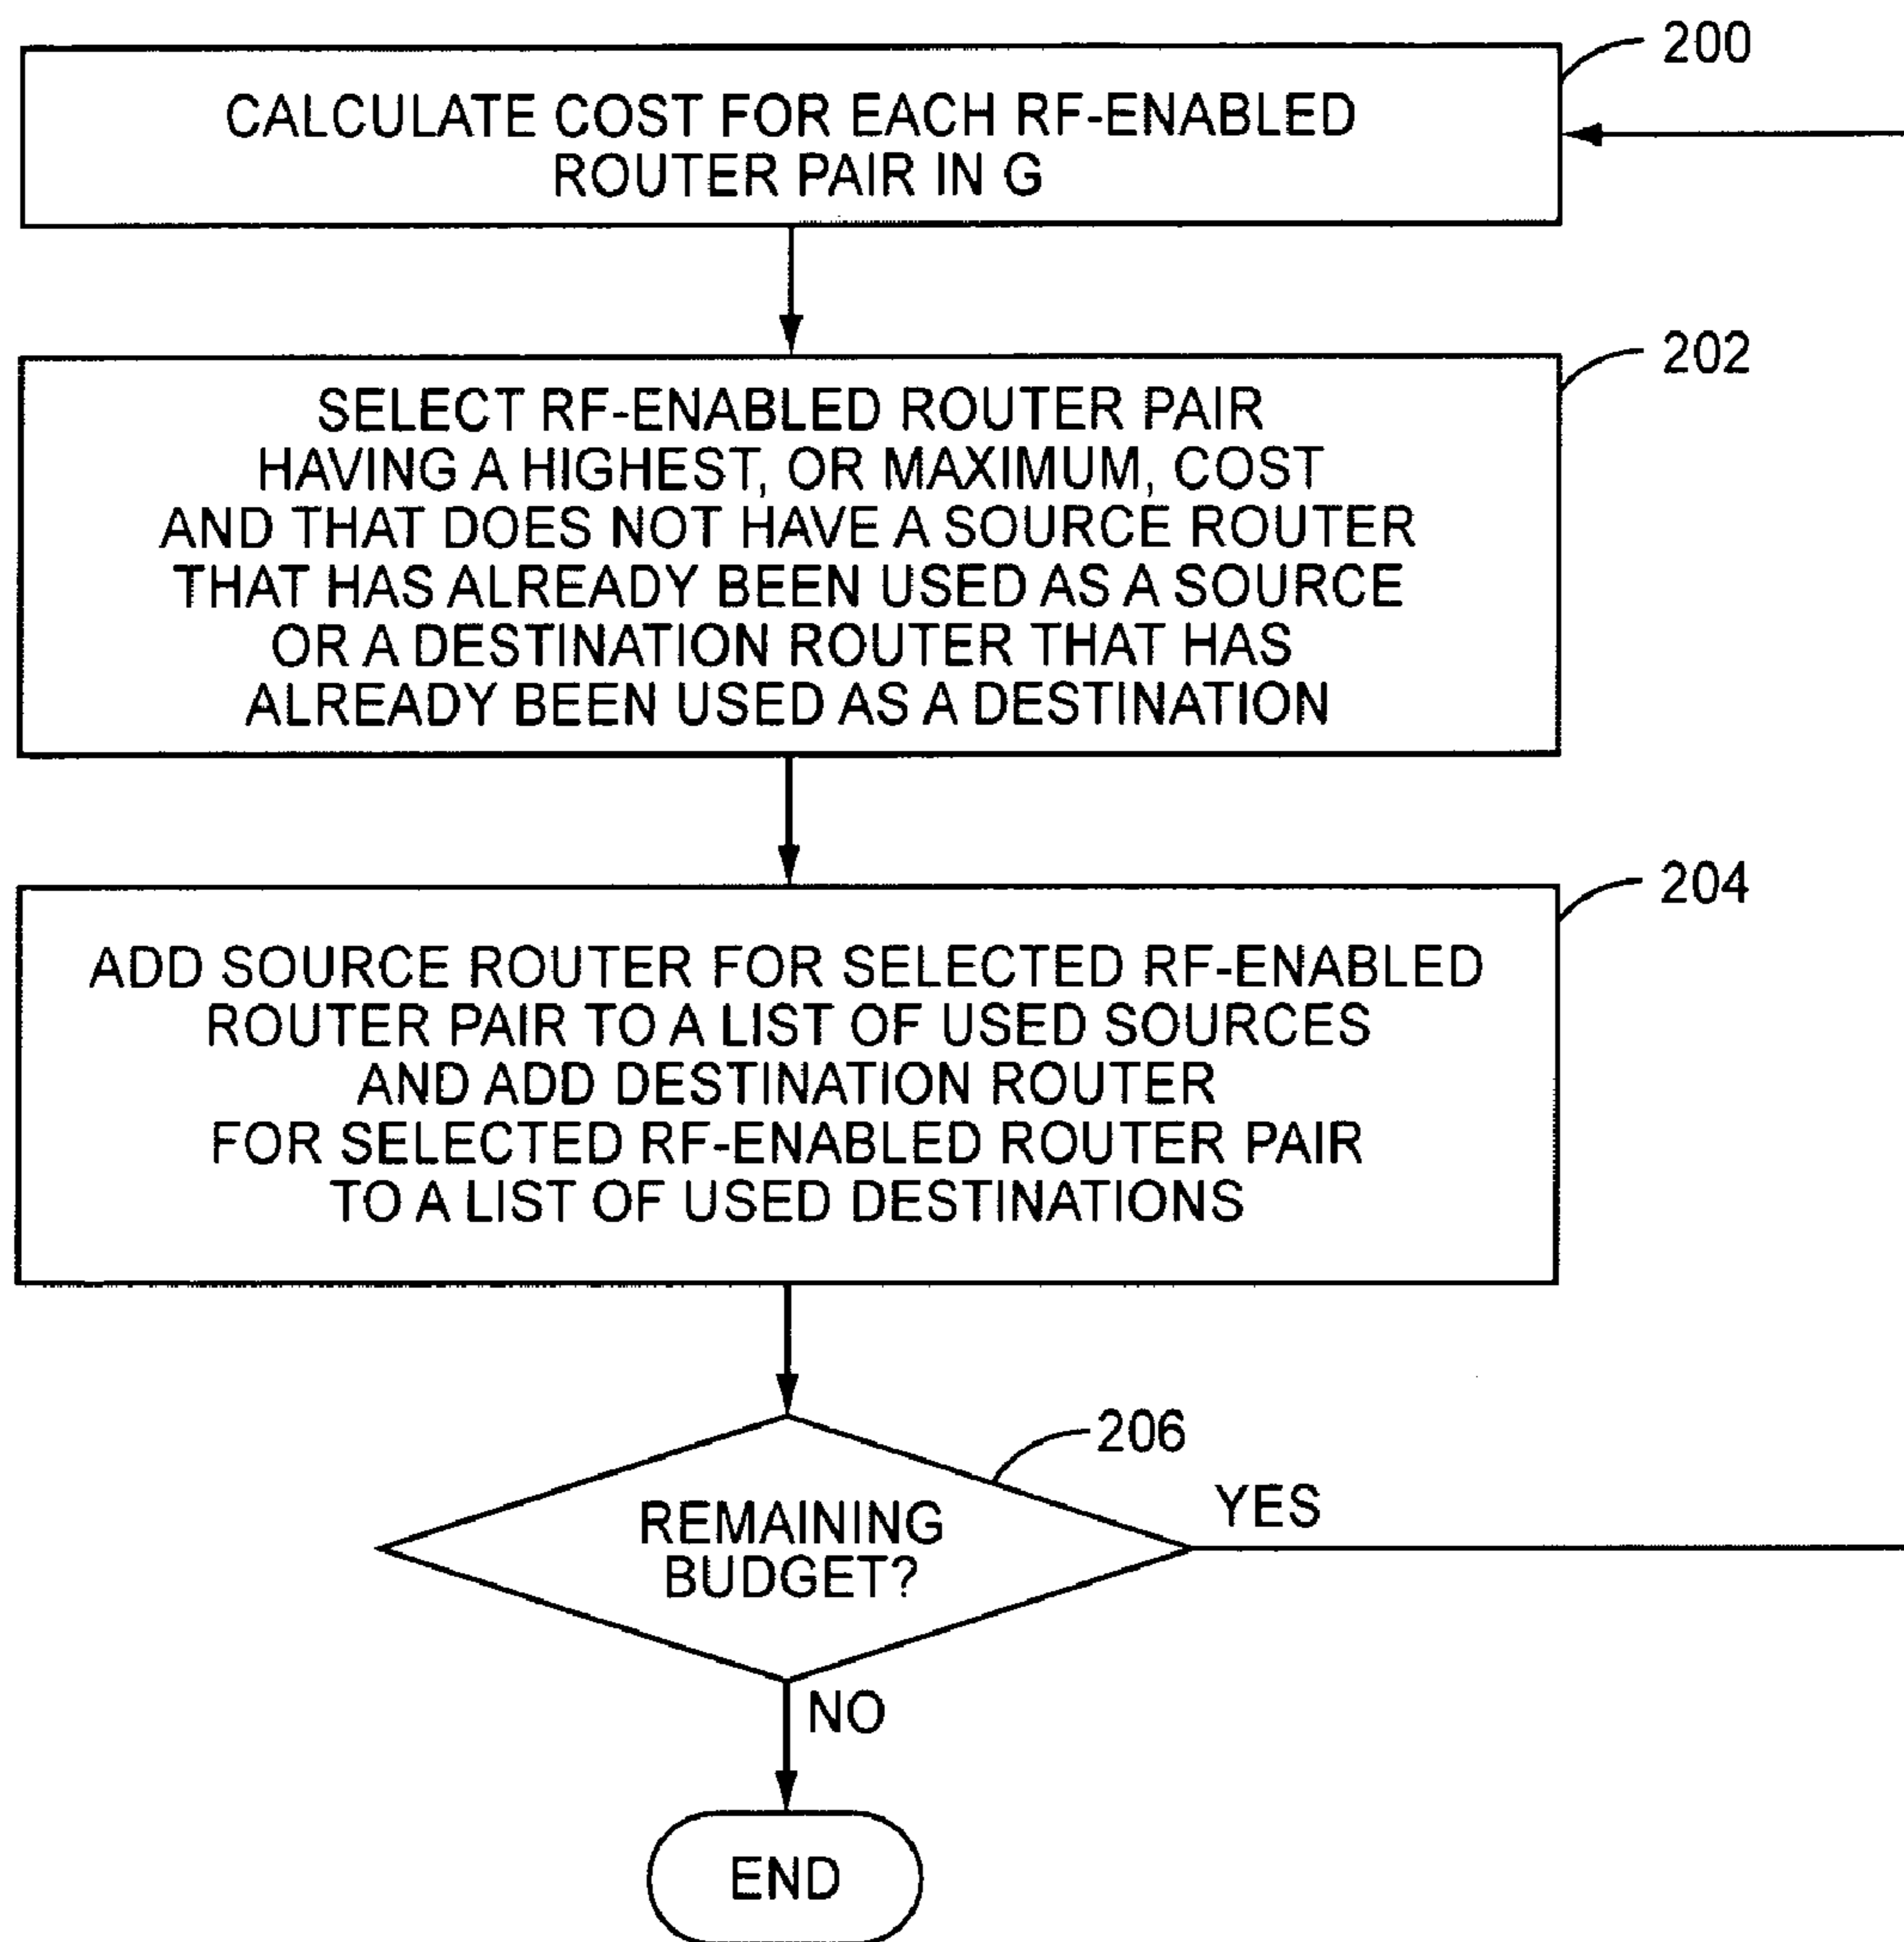 200
CALCULATE COST FOR EACH RF-ENABLED
ROUTER PAIR IN G
202
SELECT RF-ENABLED ROUTER PAIR
HAVING A HIGHEST, OR MAXIMUM, COST
AND THAT DOES NOT HAVE A SOURCE ROUTER
THAT HAS ALREADY BEEN USED AS A SOURCE
OR A DESTINATION ROUTER THAT HAS
ALREADY BEEN USED AS A DESTINATION
204
ADD SOURCE ROUTER FOR SELECTED RF-ENABLED
ROUTER PAIR TO A LIST OF USED SOURCES
AND ADD DESTINATION ROUTER
FOR SELECTED RF-ENABLED ROUTER PAIR
TO A LIST OF USED DESTINATIONS
206
YES
REMAINING
BUDGET?
NO
END